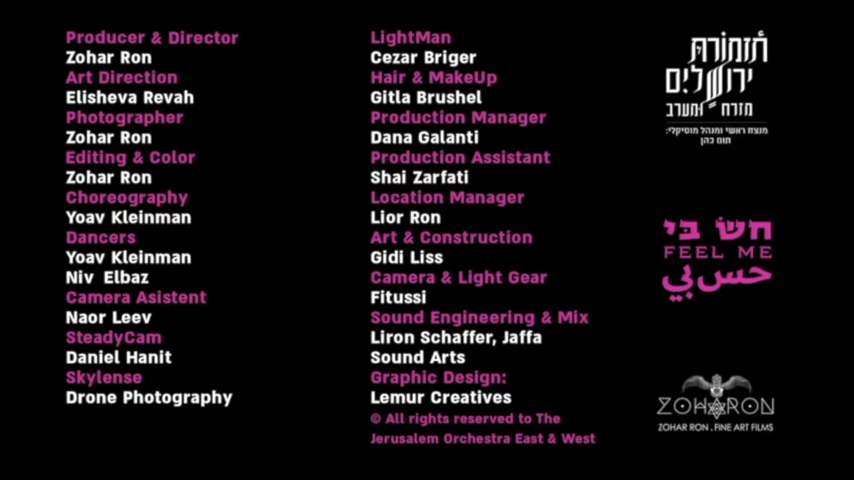 Producer & Director
Zohar Ron
Art Direction
Elisheva Revah
Photographer
Zohar Ron
Editing & Color
Zohar Ron
Choreography
Yoav Kleinman
Dancers
Yoav Kleinman
Niv Elbaz
Camera Asistent
Naor Leev
SteadyCam
Daniel Hanit
Skylense
Drone Photography
LightMan
Cezar Briger
Hair & MakeUp
Gitla Brushel
Production Manager
Dana Galanti
Production Assistant
Shai Zarfati
Location Manager
Lior Ron
Art & Construction
Gidi Liss
Camera & Light Gear
Fitussi
Sound Engineering & Mix
Liron Schaffer, Jaffa
Sound Arts
Graphic Design:
Lemur Creatives
© All rights reserved to The
Jerusalem Orchestra East & West
תזמורת
ירושלים
מזרח ומערב
מנצח ראשי ומנהל מוסיקלי:
תום כהן
חשׂ בּי
FEEL ME
حس بي
ZOHARON
ZOHAR RON . FINE ART FILMS